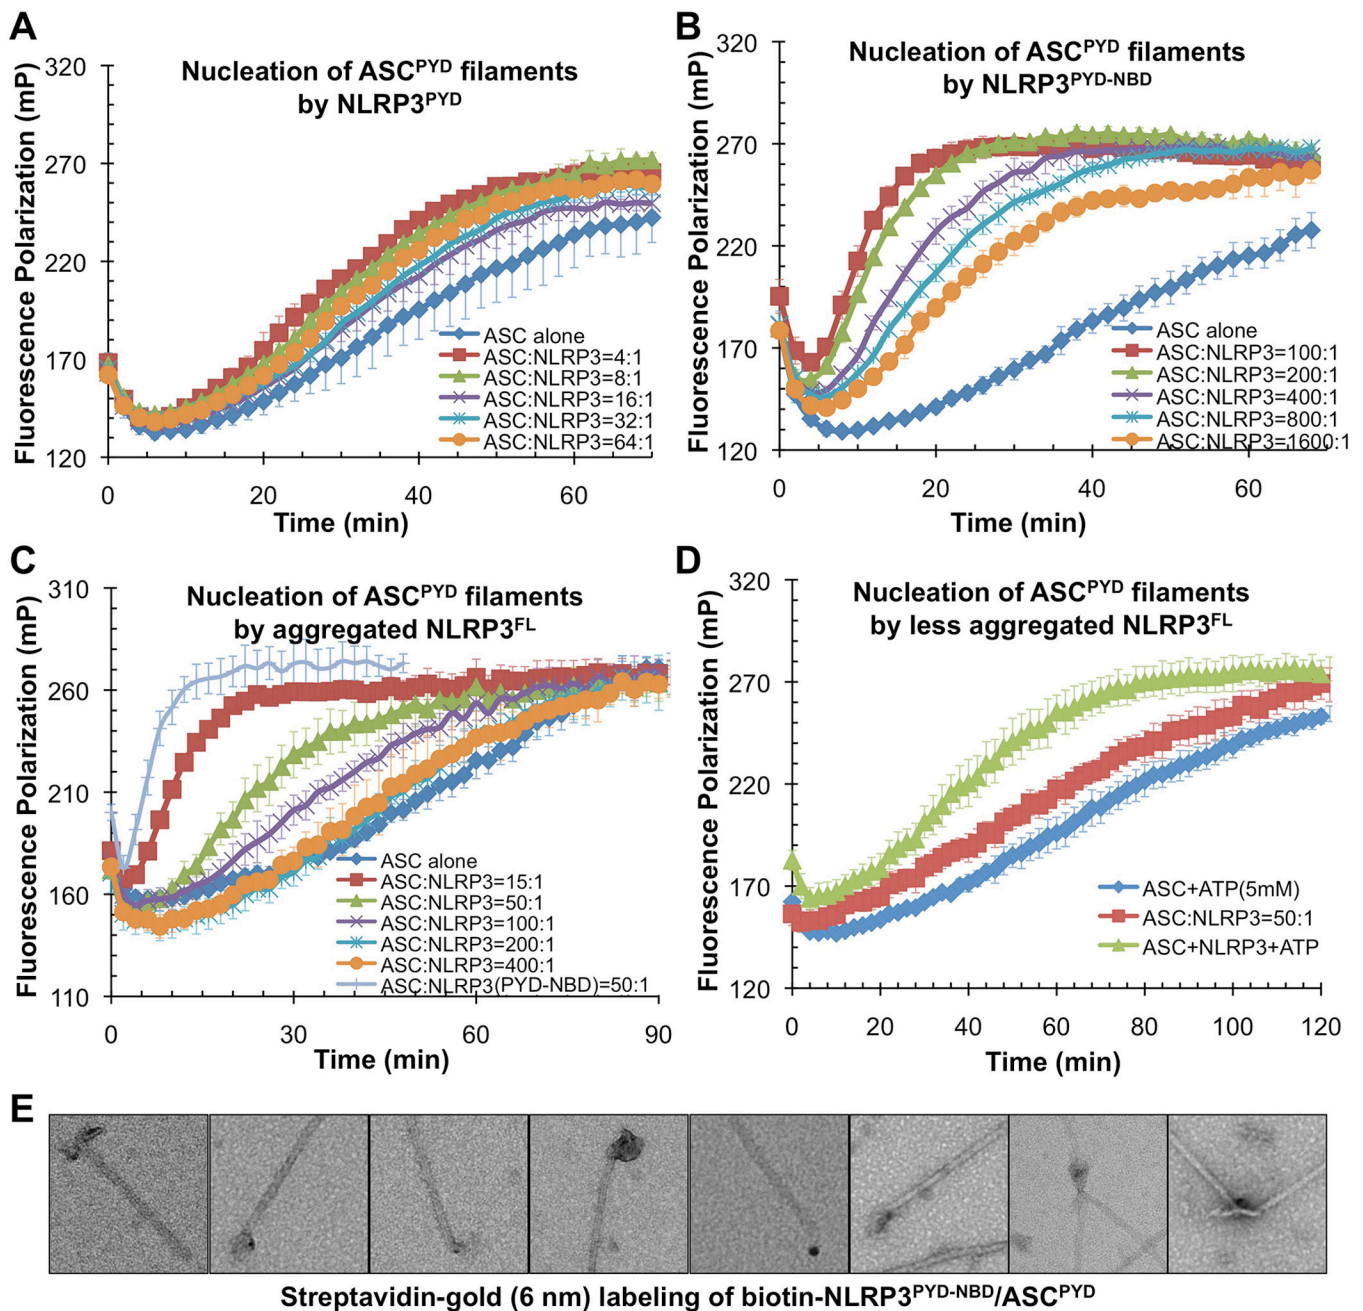 A
Nucleation of ASCPYD filaments
by NLRP3PYD
Fluorescence Polarization (mP)
320
270
220
170
120
0
20
40
60
Time (min)
ASC alone
ASC:NLRP3=4:1
ASC:NLRP3=8:1
ASC:NLRP3=16:1
ASC:NLRP3=32:1
ASC:NLRP3=64:1
B
Nucleation of ASCPYD filaments
by NLRP3PYD-NBD
Fluorescence Polarization (mP)
320
270
220
170
120
0
20
40
60
Time (min)
ASC alone
ASC:NLRP3=100:1
ASC:NLRP3=200:1
ASC:NLRP3=400:1
ASC:NLRP3=800:1
ASC:NLRP3=1600:1
C
Nucleation of ASCPYD filaments
by aggregated NLRP3FL
Fluorescence Polarization (mP)
310
260
210
160
110
0
30
60
90
Time (min)
ASC alone
ASC:NLRP3=15:1
ASC:NLRP3=50:1
ASC:NLRP3=100:1
ASC:NLRP3=200:1
ASC:NLRP3=400:1
ASC:NLRP3(PYD-NBD)=50:1
D
Nucleation of ASCPYD filaments
by less aggregated NLRP3FL
Fluorescence Polarization (mP)
320
270
220
170
120
0
20
40
60
80
100
120
Time (min)
ASC+ATP(5mM)
ASC:NLRP3=50:1
ASC+NLRP3+ATP
E
Streptavidin-gold (6 nm) labeling of biotin-NLRP3PYD-NBD/ASCPYD